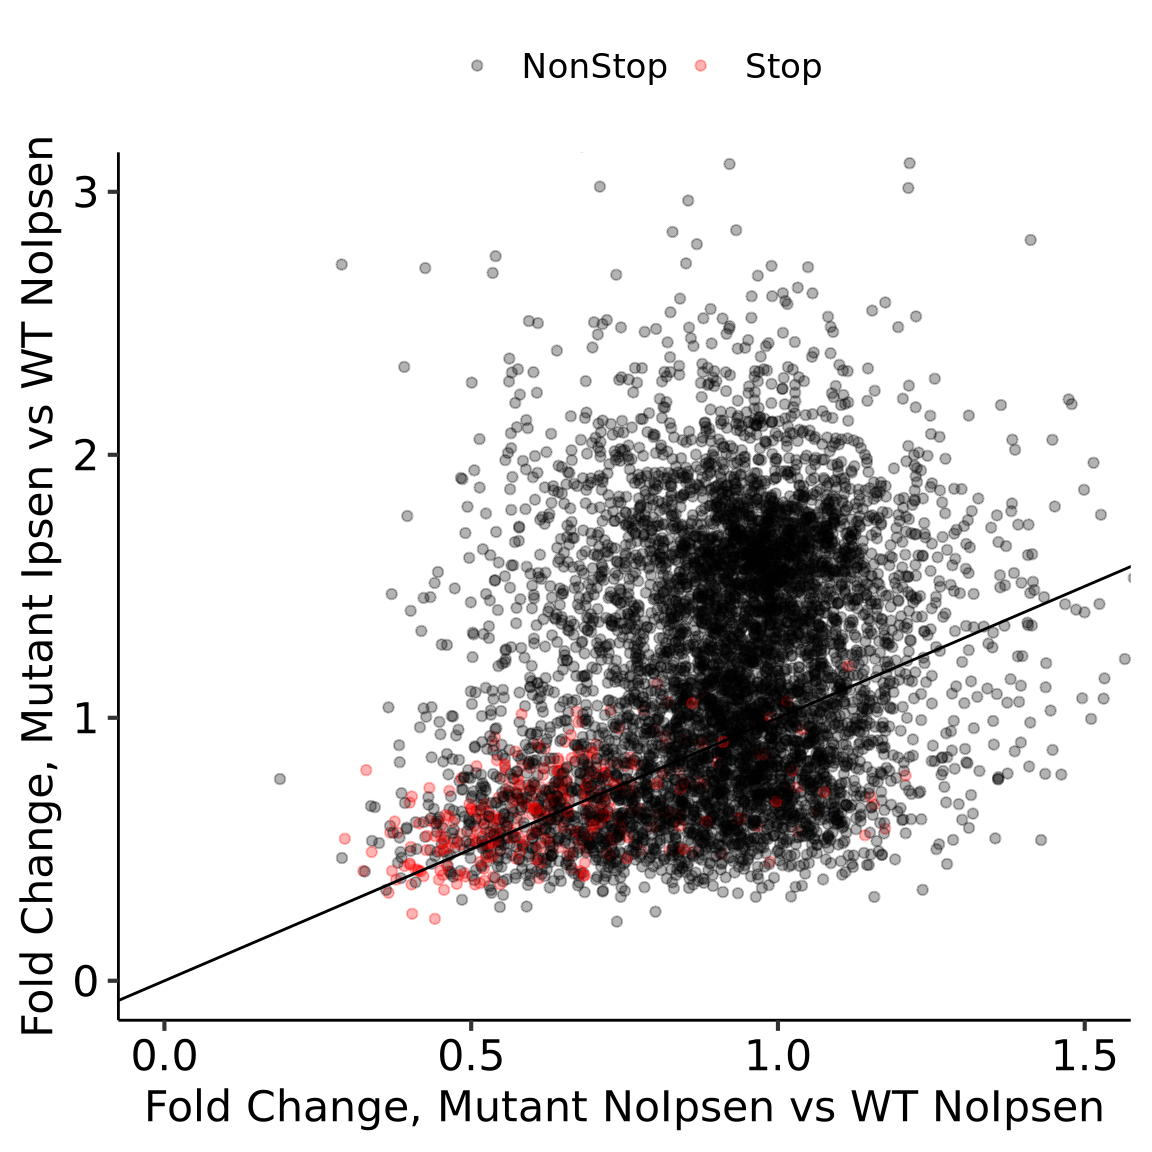 NonStop Stop
Fold Change, Mutant Ipsen vs WT NoIpsen
3
2
1
0
0.0 0.5 1.0 1.5
Fold Change, Mutant NoIpsen vs WT NoIpsen